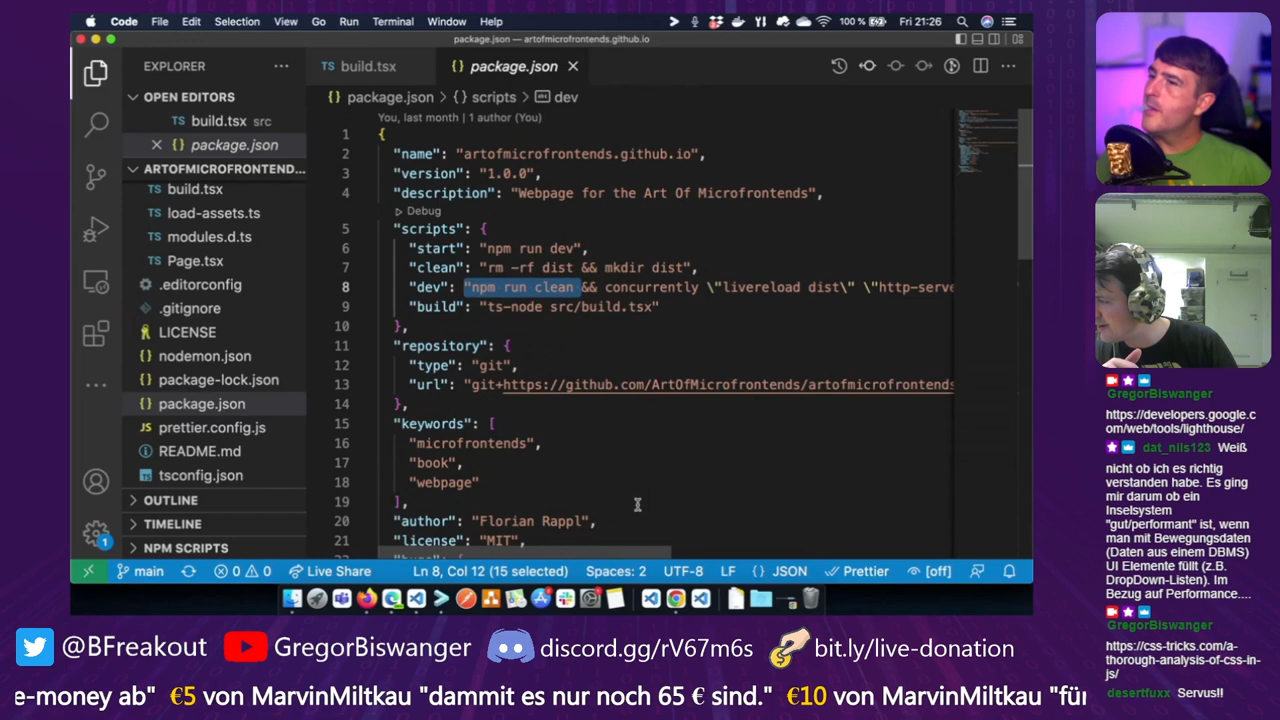 Code File Edit Selection View Go Run Terminal Window Help 100 % Fri 21:26
package.json — artofmicrofrontends.github.io
EXPLORER
OPEN EDITORS
build.tsx src
package.json
ARTOFMICROFRONTEND...
TS build.tsx
TS load-assets.ts
TS modules.d.ts
TS Page.tsx
.editorconfig
.gitignore
LICENSE
nodemon.json
package-lock.json
{} package.json
JS prettier.config.js
README.md
tsconfig.json
OUTLINE
TIMELINE
NPM SCRIPTS
TS build.tsx {} package.json
{} package.json > {} scripts > dev
You, last month | 1 author (You)
1 {
2 "name": "artofmicrofrontends.github.io",
3 "version": "1.0.0",
4 "description": "Webpage for the Art Of Microfrontends",
Debug
5 "scripts": {
6 "start": "npm run dev",
7 "clean": "rm -rf dist && mkdir dist",
8 "dev": "npm run clean && concurrently \"livereload dist\" \"http-serve
9 "build": "ts-node src/build.tsx"
10 },
11 "repository": {
12 "type": "git",
13 "url": "git+https://github.com/ArtOfMicrofrontends/artofmicrofrontends
14 },
15 "keywords": [
16 "microfrontends",
17 "book",
18 "webpage"
19 ],
20 "author": "Florian Rappl",
21 "license": "MIT",
1
main 0 0 Live Share Ln 8, Col 12 (15 selected) Spaces: 2 UTF-8 LF {} JSON Prettier [off]
GregorBiswanger
https://developers.google.c
om/web/tools/lighthouse/
dat_nils123 Weiß
nicht ob ich es richtig
verstanden habe. Es ging
mir darum ob ein
Inselsystem
"gut/performant" ist, wenn
man mit Bewegungsdaten
(Daten aus einem DBMS)
UI Elemente füllt (z.B.
DropDown-Listen). Im
Bezug auf Performance....
GregorBiswanger
https://css-tricks.com/a-
thorough-analysis-of-css-in-
js/
desertfuxx Servus!!
@BFreakout GregorBiswanger discord.gg/rV67m6s bit.ly/live-donation
e-money ab" €5 von MarvinMiltkau "dammit es nur noch 65 € sind." €10 von MarvinMiltkau "für